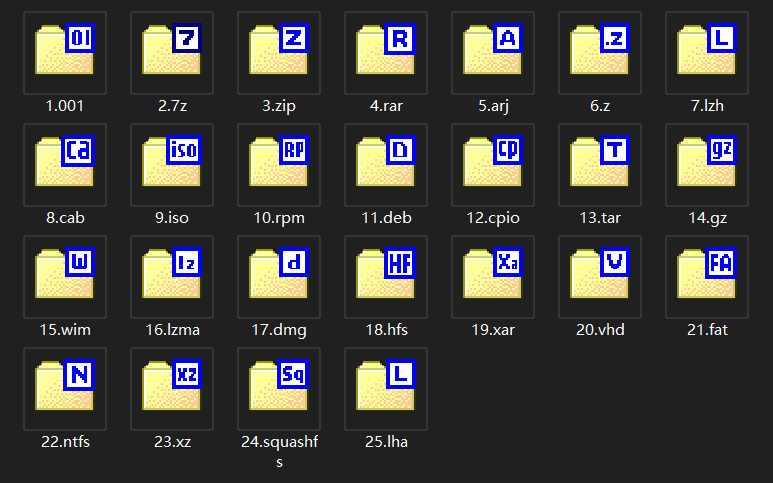 01 7 Z R A .z L
1.001 2.7z 3.zip 4.rar 5.arj 6.z 7.lzh
Ca iso RP D CP T gz
8.cab 9.iso 10.rpm 11.deb 12.cpio 13.tar 14.gz
W lz d HF Xa V FA
15.wim 16.lzma 17.dmg 18.hfs 19.xar 20.vhd 21.fat
N xz Sq L
22.ntfs 23.xz 24.squashf 25.lha
s